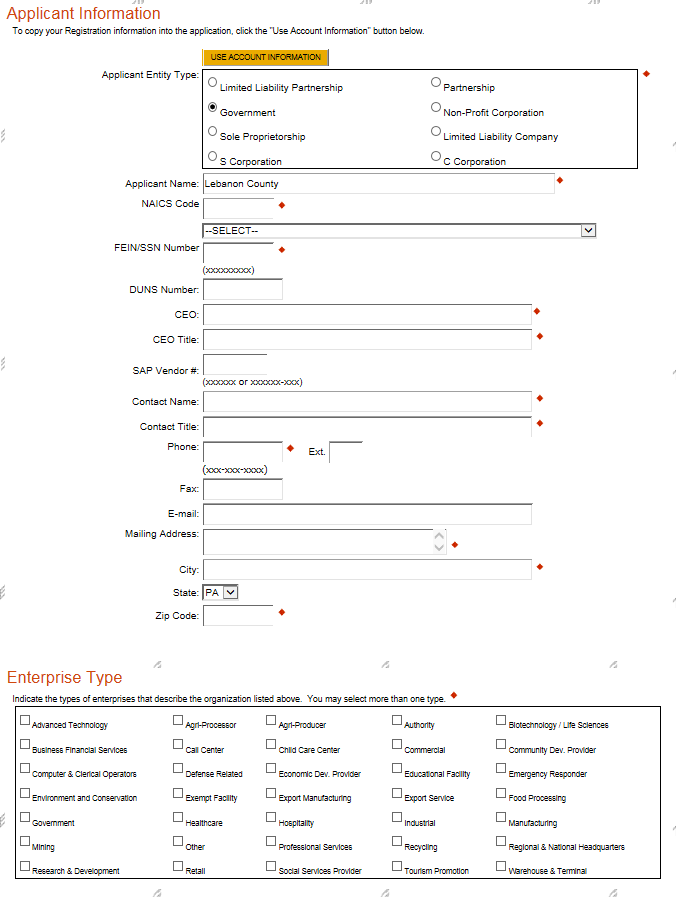 Applicant Information
To copy your Registration information into the application, click the "Use Account Information" button below.
USE ACCOUNT INFORMATION
Applicant Entity Type:
Limited Liability Partnership
Partnership
Government
Non-Profit Corporation
Sole Proprietorship
Limited Liability Company
S Corporation
C Corporation
Applicant Name: Lebanon County
NAICS Code
--SELECT--
FEIN/SSN Number
(xxxxxxxxx)
DUNS Number:
CEO:
CEO Title:
SAP Vendor #:
(xxxxxx or xxxxxx-xxx)
Contact Name:
Contact Title:
Phone: Ext.
(xxx-xxx-xxxx)
Fax:
E-mail:
Mailing Address:
City:
State: PA
Zip Code:
Enterprise Type
Indicate the types of enterprises that describe the organization listed above. You may select more than one type.
Advanced Technology Agri-Processor Agri-Producer Authority Biotechnology / Life Sciences
Business Financial Services Call Center Child Care Center Commercial Community Dev. Provider
Computer & Clerical Operators Defense Related Economic Dev. Provider Educational Facility Emergency Responder
Environment and Conservation Exempt Facility Export Manufacturing Export Service Food Processing
Government Healthcare Hospitality Industrial Manufacturing
Mining Other Professional Services Recycling Regional & National Headquarters
Research & Development Retail Social Services Provider Tourism Promotion Warehouse & Terminal